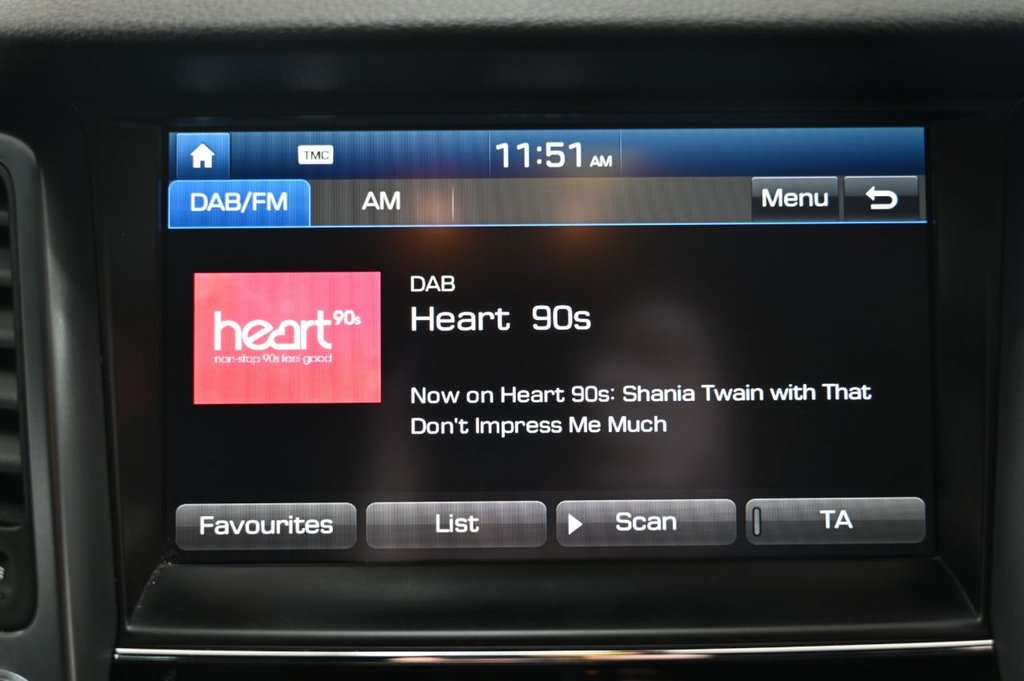 TMC
11:51 AM
DAB/FM
AM
Menu
heart 90s
non-stop 90s feel good
DAB
Heart 90s
Now on Heart 90s: Shania Twain with That
Don't Impress Me Much
Favourites
List
Scan
TA